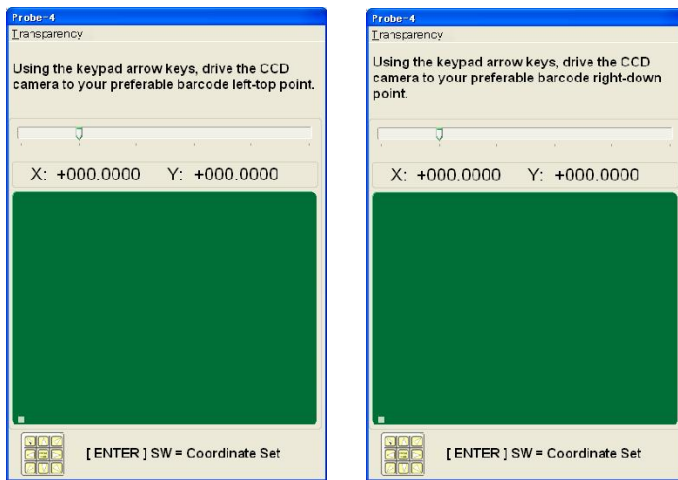 Probe-4
Transparency
Using the keypad arrow keys, drive the CCD
camera to your preferable barcode left-top point.
X: +000.0000 Y: +000.0000
[ ENTER ] SW = Coordinate Set
Probe-4
Transparency
Using the keypad arrow keys, drive the CCD
camera to your preferable barcode right-down
point.
X: +000.0000 Y: +000.0000
[ ENTER ] SW = Coordinate Set